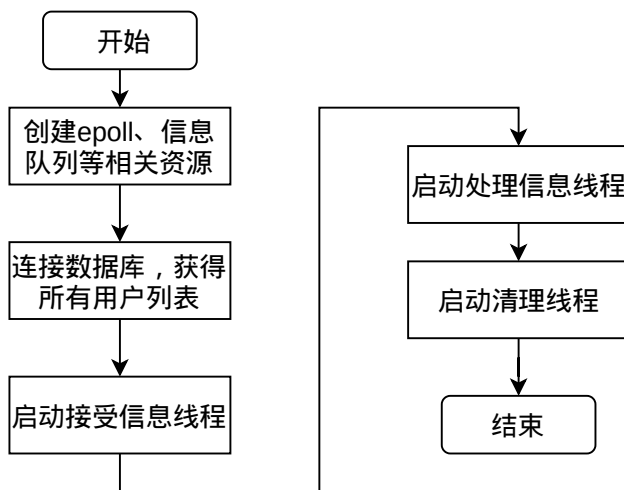 开始
创建epoll、信息
队列等相关资源
连接数据库，获得
所有用户列表
启动接受信息线程
启动处理信息线程
启动清理线程
结束